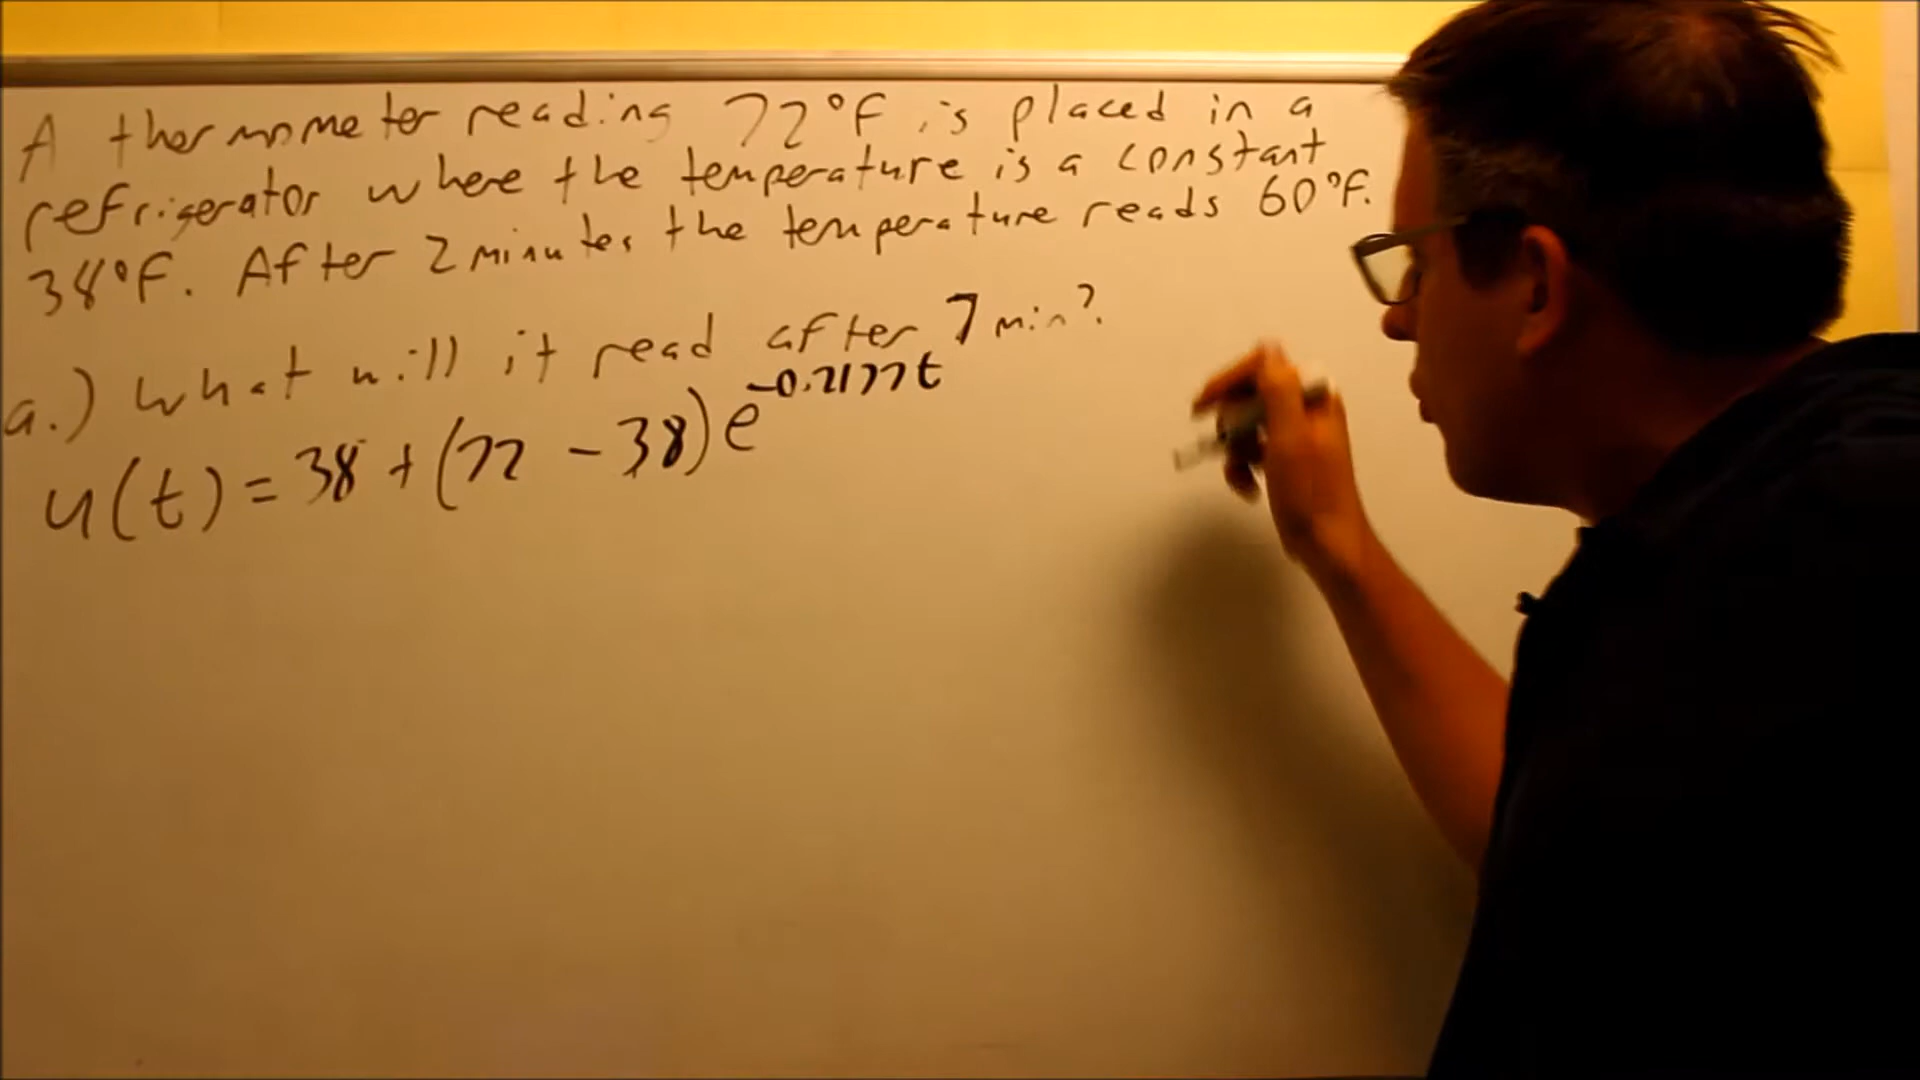 A thermometer reading 72°F is placed in a
refrigerator where the temperature is a constant
38°F. After 2 minutes the temperature reads 60°F.
a.) what will it read after 7 min?
u(t) = 38 + (72 - 38)e^-0.2177t